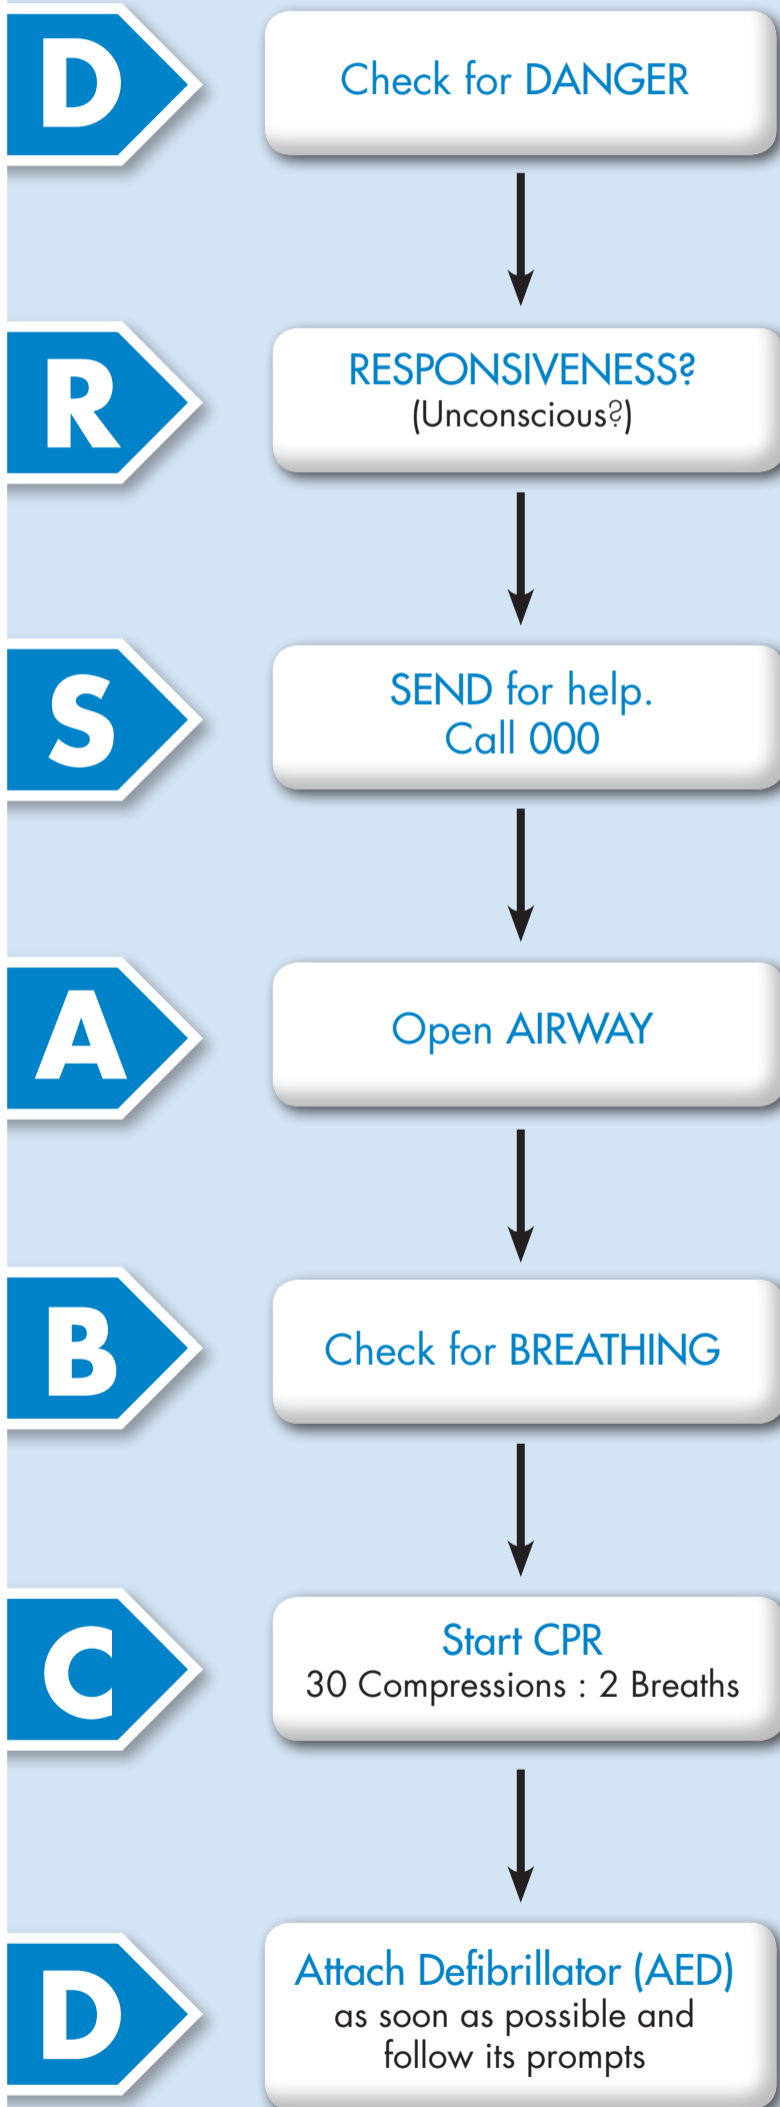 D
Check for DANGER
R
RESPONSIVENESS?
(Unconscious?)
S
SEND for help.
Call 000
A
Open AIRWAY
B
Check for BREATHING
C
Start CPR
30 Compressions : 2 Breaths
D
Attach Defibrillator (AED)
as soon as possible and
follow its prompts